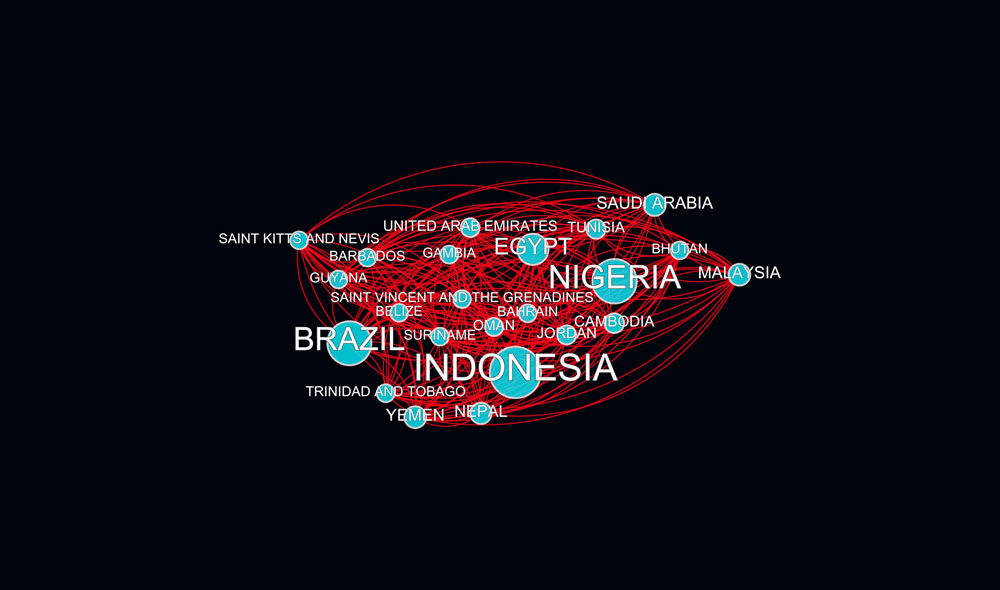 SAUDI ARABIA
UNITED ARAB EMIRATES
TUNISIA
SAINT KITTS AND NEVIS
EGYPT
BHUTAN
GAMBIA
BARBADOS
MALAYSIA
NIGERIA
GUYANA
SAINT VINCENT AND THE GRENADINES
BELIZE
BAHRAIN
CAMBODIA
OMAN
JORDAN
SURINAME
BRAZIL
INDONESIA
TRINIDAD AND TOBAGO
NEPAL
YEMEN